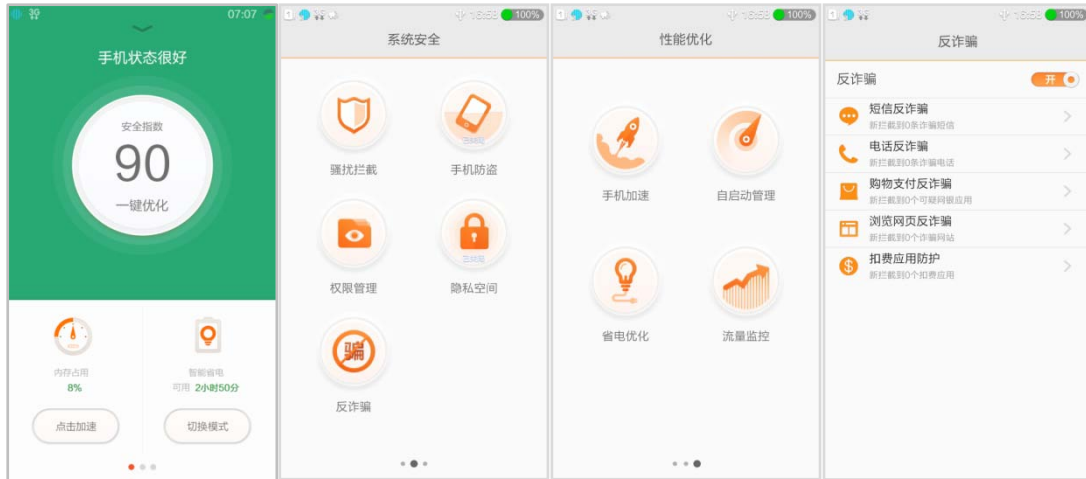 07:07
手机状态很好
安全指数
90
一键优化
内存占用
8%
点击加速
智能省电
可用 2小时50分
切换模式
16:58 100%
系统安全
骚扰拦截
手机防盗
权限管理
隐私空间
骗
反诈骗
16:58 100%
性能优化
手机加速
自启动管理
省电优化
流量监控
16:58 100%
反诈骗
反诈骗
开
短信反诈骗
新拦截到0条诈骗短信
电话反诈骗
新拦截到0条诈骗电话
购物支付反诈骗
新拦截到0个可疑网银应用
浏览网页反诈骗
新拦截到0个诈骗网站
扣费应用防护
新拦截到0个扣费应用